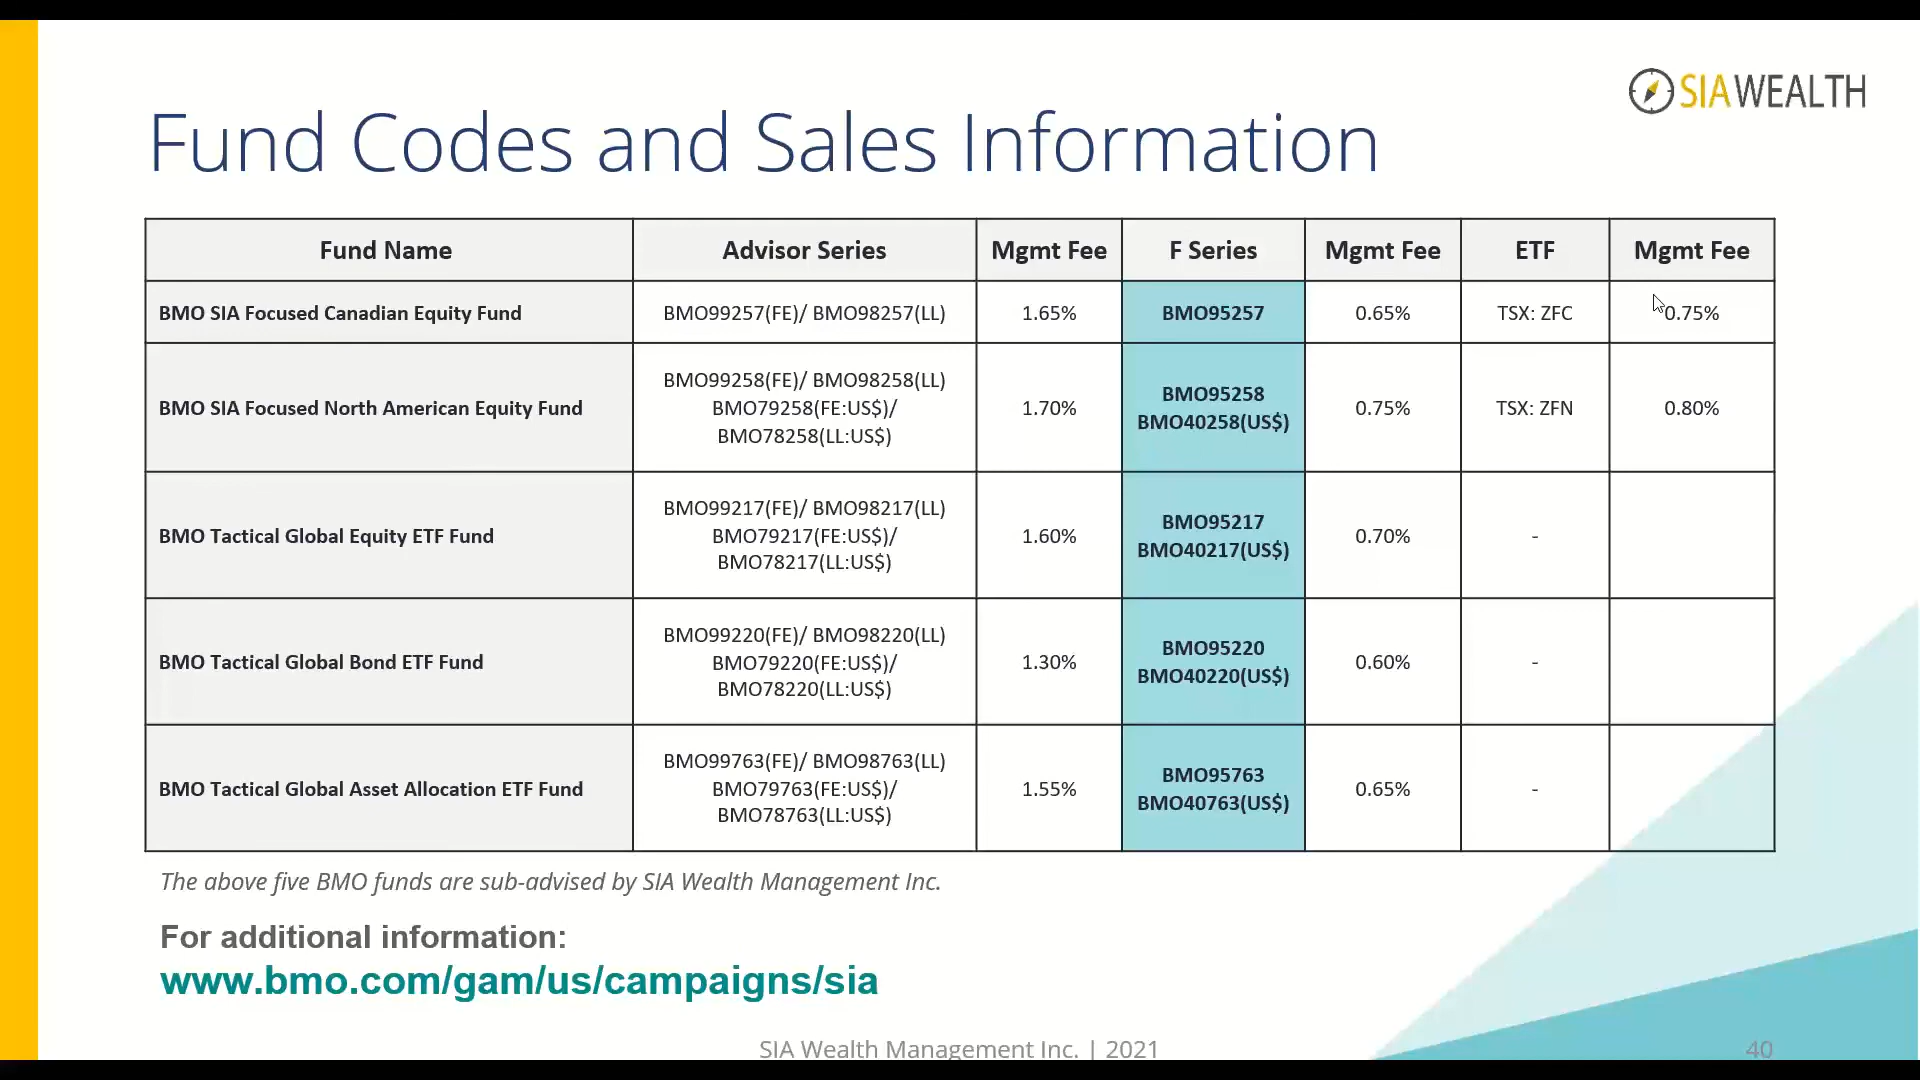 SIAWEALTH
Fund Codes and Sales Information
Fund Name Advisor Series Mgmt Fee F Series Mgmt Fee ETF Mgmt Fee
BMO SIA Focused Canadian Equity Fund BMO99257(FE)/ BMO98257(LL) 1.65% BMO95257 0.65% TSX: ZFC 0.75%
BMO SIA Focused North American Equity Fund
BMO99258(FE)/ BMO98258(LL)
BMO79258(FE:US$)/
BMO78258(LL:US$)
1.70%
BMO95258
BMO40258(US$)
0.75%
TSX: ZFN
0.80%
BMO Tactical Global Equity ETF Fund
BMO99217(FE)/ BMO98217(LL)
BMO79217(FE:US$)/
BMO78217(LL:US$)
1.60%
BMO95217
BMO40217(US$)
0.70%
-
BMO Tactical Global Bond ETF Fund
BMO99220(FE)/ BMO98220(LL)
BMO79220(FE:US$)/
BMO78220(LL:US$)
1.30%
BMO95220
BMO40220(US$)
0.60%
-
BMO Tactical Global Asset Allocation ETF Fund
BMO99763(FE)/ BMO98763(LL)
BMO79763(FE:US$)/
BMO78763(LL:US$)
1.55%
BMO95763
BMO40763(US$)
0.65%
-
The above five BMO funds are sub-advised by SIA Wealth Management Inc.
For additional information:
www.bmo.com/gam/us/campaigns/sia
SIA Wealth Management Inc. | 2021
40